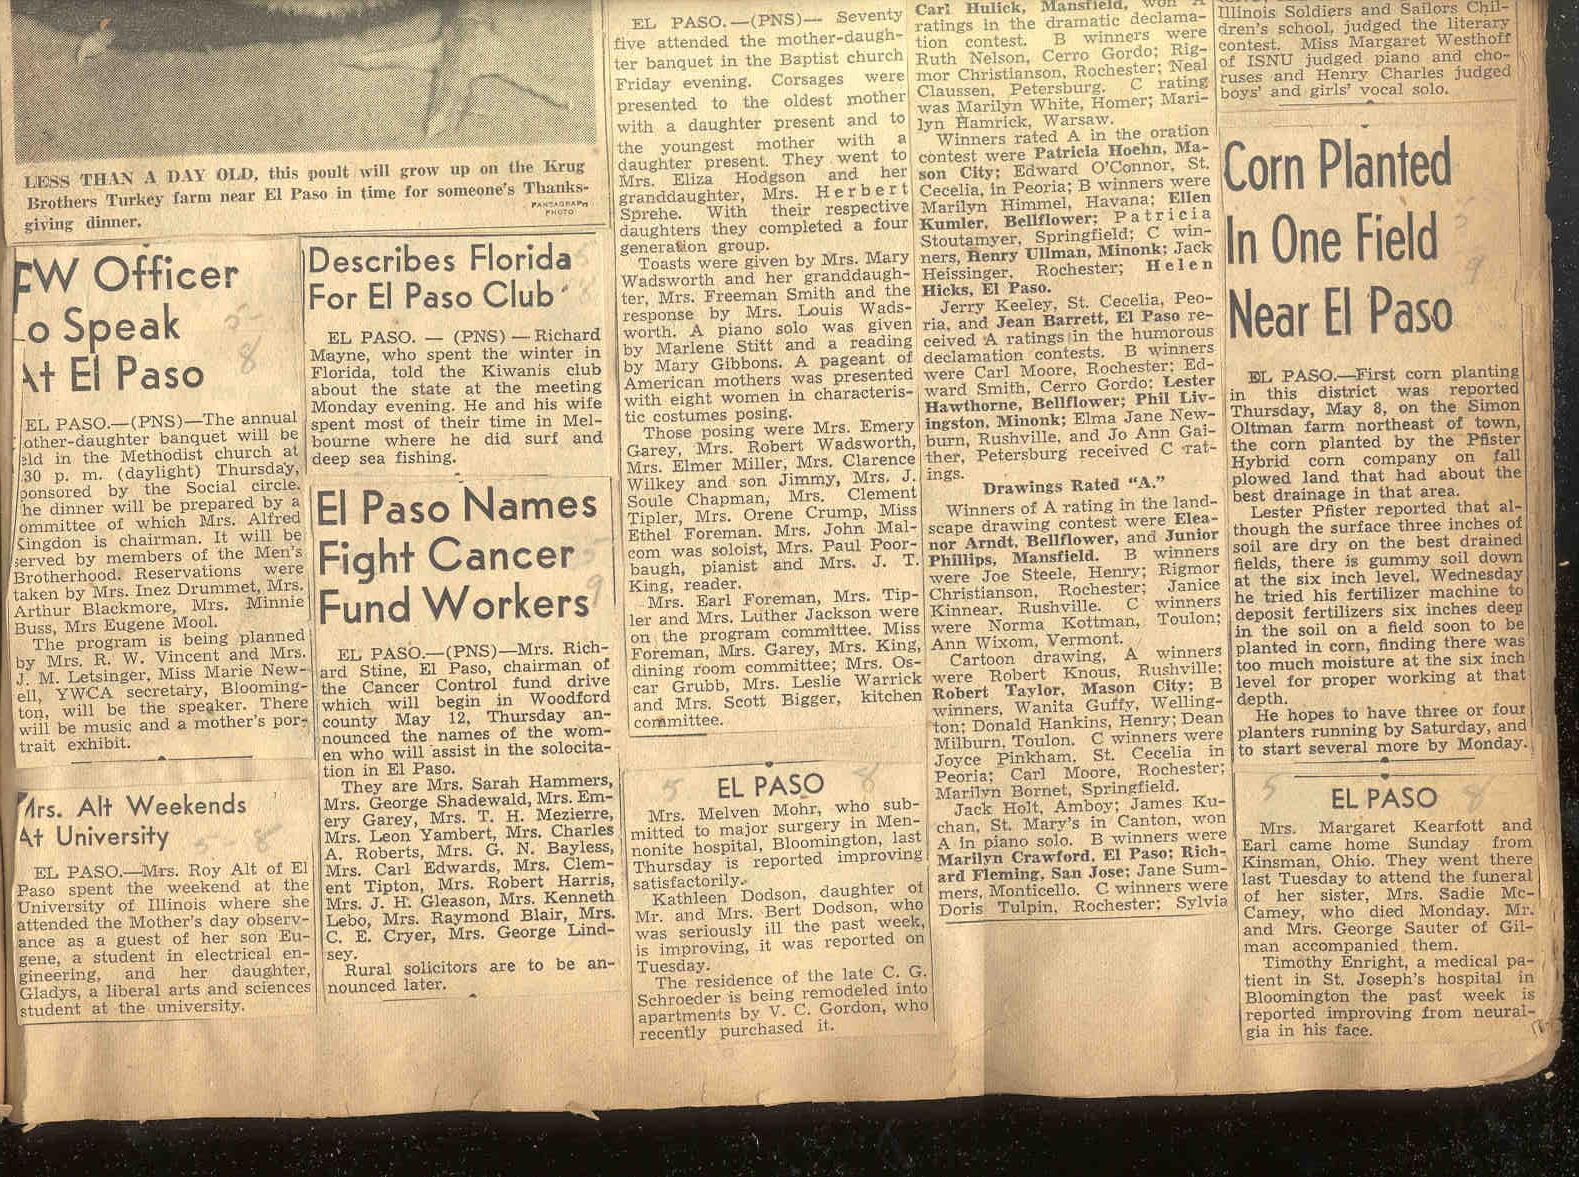 LESS THAN A DAY OLD, this poult will grow up on the Krug
Brothers Turkey farm near El Paso in time for someone's Thanks-
giving dinner.
PANTAGRAPH
PHOTO
FW Officer
o Speak
At El Paso
5
8
EL PASO.—(PNS)—The annual
other-daughter banquet will be
eld in the Methodist church at
:30 p. m. (daylight) Thursday,
ponsored by the Social circle.
he dinner will be prepared by a
ommittee of which Mrs. Alfred
Kingdon is chairman. It will be
served by members of the Men's
Brotherhood. Reservations were
taken by Mrs. Inez Drummet, Mrs.
Arthur Blackmore, Mrs. Minnie
Buss, Mrs Eugene Mool.
The program is being planned
by Mrs. R. W. Vincent and Mrs.
J. M. Letsinger, Miss Marie New-
ell, YWCA secretary, Blooming-
ton, will be the speaker. There
will be music and a mother's por-
trait exhibit.
Mrs. Alt Weekends
At University
5-8
EL PASO.—Mrs. Roy Alt of El
Paso spent the weekend at the
University of Illinois where she
attended the Mother's day observ-
ance as a guest of her son Eu-
gene, a student in electrical en-
gineering, and her daughter,
Gladys, a liberal arts and sciences
student at the university.
Describes Florida
For El Paso Club
5
8
EL PASO. — (PNS) — Richard
Mayne, who spent the winter in
Florida, told the Kiwanis club
about the state at the meeting
Monday evening. He and his wife
spent most of their time in Mel-
bourne where he did surf and
deep sea fishing.
El Paso Names
Fight Cancer
Fund Workers
5
9
EL PASO.—(PNS)—Mrs. Rich-
ard Stine, El Paso, chairman of
the Cancer Control fund drive
which will begin in Woodford
county May 12, Thursday an-
nounced the names of the wom-
en who will assist in the solocita-
tion in El Paso.
They are Mrs. Sarah Hammers,
Mrs. George Shadewald, Mrs. Em-
ery Garey, Mrs. T. H. Mezierre,
Mrs. Leon Yambert, Mrs. Charles
A. Roberts, Mrs. G. N. Bayless,
Mrs. Carl Edwards, Mrs. Clem-
ent Tipton, Mrs. Robert Harris,
Mrs. J. H. Gleason, Mrs. Kenneth
Lebo, Mrs. Raymond Blair, Mrs.
C. E. Cryer, Mrs. George Lind-
sey.
Rural solicitors are to be an-
nounced later.
EL PASO.—(PNS)— Seventy
five attended the mother-daugh-
ter banquet in the Baptist church
Friday evening. Corsages were
presented to the oldest mother
with a daughter present and to
the youngest mother with a
daughter present. They went to
Mrs. Eliza Hodgson and her
granddaughter, Mrs. Herbert
Sprehe. With their respective
daughters they completed a four
generation group.
Toasts were given by Mrs. Mary
Wadsworth and her granddaugh-
ter, Mrs. Freeman Smith and the
response by Mrs. Louis Wads-
worth. A piano solo was given
by Marlene Stitt and a reading
by Mary Gibbons. A pageant of
American mothers was presented
with eight women in characteris-
tic costumes posing.
Those posing were Mrs. Emery
Garey, Mrs. Robert Wadsworth,
Mrs. Elmer Miller, Mrs. Clarence
Wilkey and son Jimmy, Mrs. J.
Soule Chapman, Mrs. Clement
Tipler, Mrs. Orene Crump, Miss
Ethel Foreman. Mrs. John Mal-
com was soloist, Mrs. Paul Poor-
baugh, pianist and Mrs. J. T.
King, reader.
Mrs. Earl Foreman, Mrs. Tip-
ler and Mrs. Luther Jackson were
on the program committee. Miss
Foreman, Mrs. Garey, Mrs. King,
dining room committee; Mrs. Os-
car Grubb, Mrs. Leslie Warrick
and Mrs. Scott Bigger, kitchen
committee.
5 EL PASO 8
Mrs. Melven Mohr, who sub-
mitted to major surgery in Men-
nonite hospital, Bloomington, last
Thursday is reported improving
satisfactorily.
Kathleen Dodson, daughter of
Mr. and Mrs. Bert Dodson, who
was seriously ill the past week,
is improving, it was reported on
Tuesday.
The residence of the late C. G.
Schroeder is being remodeled into
apartments by V. C. Gordon, who
recently purchased it.
Carl Hulick, Mansfield, won A
ratings in the dramatic declama-
tion contest. B winners were
Ruth Nelson, Cerro Gordo; Rig-
mor Christianson, Rochester; Neal
Claussen, Petersburg. C rating
was Marilyn White, Homer; Mari-
lyn Hamrick, Warsaw.
Winners rated A in the oration
contest were Patricia Hoehn, Ma-
son City; Edward O'Connor, St.
Cecelia, in Peoria; B winners were
Marilyn Himmel, Havana; Ellen
Kumler, Bellflower; Patricia
Stoutamyer, Springfield; C win-
ners, Henry Ullman, Minonk; Jack
Heissinger, Rochester; Helen
Hicks, El Paso.
Jerry Keeley, St. Cecelia, Peo-
ria, and Jean Barrett, El Paso re-
ceived A ratings in the humorous
declamation contests. B winners
were Carl Moore, Rochester; Ed-
ward Smith, Cerro Gordo; Lester
Hawthorne, Bellflower; Phil Liv-
ingston, Minonk; Elma Jane New-
burn, Rushville, and Jo Ann Gai-
ther, Petersburg received C rat-
ings.
Drawings Rated "A."
Winners of A rating in the land-
scape drawing contest were Elea-
nor Arndt, Bellflower, and Junior
Phillips, Mansfield. B winners
were Joe Steele, Henry; Rigmor
Christianson, Rochester; Janice
Kinnear, Rushville. C winners
were Norma Kottman, Toulon;
Ann Wixom, Vermont.
Cartoon drawing, A winners
were Robert Knous, Rushville;
Robert Taylor, Mason City; B
winners, Wanita Guffy, Welling-
ton; Donald Hankins, Henry; Dean
Milburn, Toulon. C winners were
Joyce Pinkham, St. Cecelia in
Peoria; Carl Moore, Rochester;
Marilyn Bornet, Springfield.
Jack Holt, Amboy; James Ku-
chan, St. Mary's in Canton, won
A in piano solo. B winners were
Marilyn Crawford, El Paso; Rich-
ard Fleming, San Jose; Jane Sum-
mers, Monticello. C winners were
Doris Tulpin, Rochester; Sylvia
Illinois Soldiers and Sailors Chil-
dren's school, judged the literary
contest. Miss Margaret Westhoff
of ISNU judged piano and cho-
ruses and Henry Charles judged
boys' and girls' vocal solo.
Corn Planted
In One Field
Near El Paso
5
9
EL PASO.—First corn planting
in this district was reported
Thursday, May 8, on the Simon
Oltman farm northeast of town,
the corn planted by the Pfister
Hybrid corn company on fall
plowed land that had about the
best drainage in that area.
Lester Pfister reported that al-
though the surface three inches of
soil are dry on the best drained
fields, there is gummy soil down
at the six inch level. Wednesday
he tried his fertilizer machine to
deposit fertilizers six inches deep
in the soil on a field soon to be
planted in corn, finding there was
too much moisture at the six inch
level for proper working at that
depth.
He hopes to have three or four
planters running by Saturday, and
to start several more by Monday.
5 EL PASO 8
Mrs. Margaret Kearfott and
Earl came home Sunday from
Kinsman, Ohio. They went there
last Tuesday to attend the funeral
of her sister, Mrs. Sadie Mc-
Camey, who died Monday. Mr.
and Mrs. George Sauter of Gil-
man accompanied them.
Timothy Enright, a medical pa-
tient in St. Joseph's hospital in
Bloomington the past week is
reported improving from neural-
gia in his face.